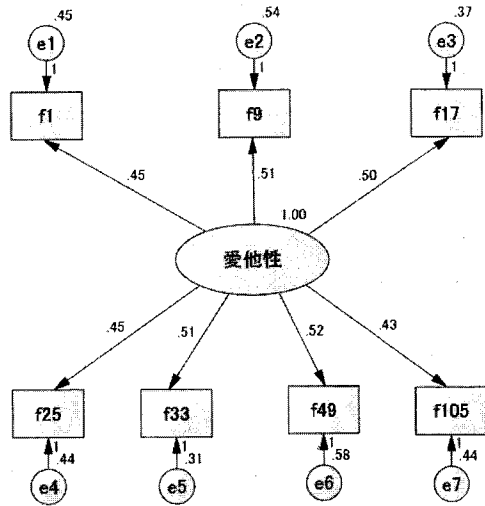 .45 .54 .37
e1 e2 e3
1 1 1
f1 f9 f17
.45 .51 .50
1.00
愛他性
.45 .51 .52 .43
f25 f33 f49 f105
1 1 1 1
.44 .31 .58 .44
e4 e5 e6 e7